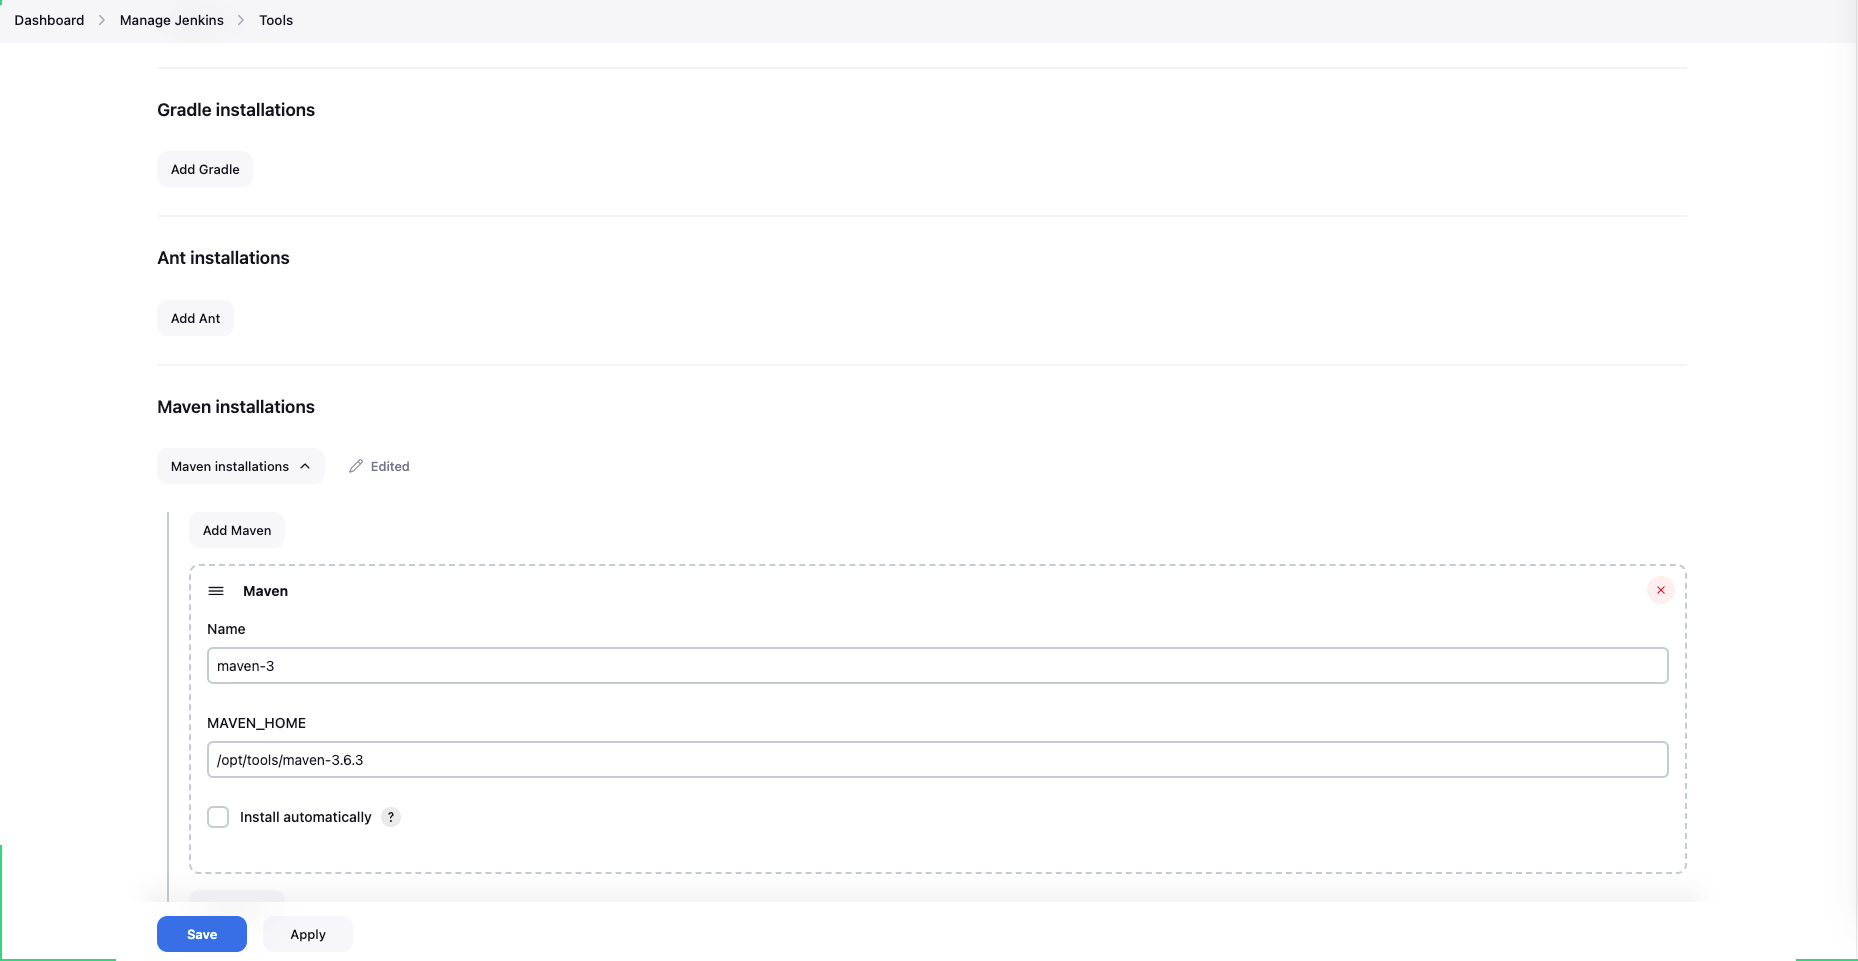 Dashboard > Manage Jenkins > Tools
Gradle installations
Add Gradle
Ant installations
Add Ant
Maven installations
Maven installations
Edited
Add Maven
Maven
Name
maven-3
MAVEN_HOME
/opt/tools/maven-3.6.3
Install automatically ?
Save
Apply